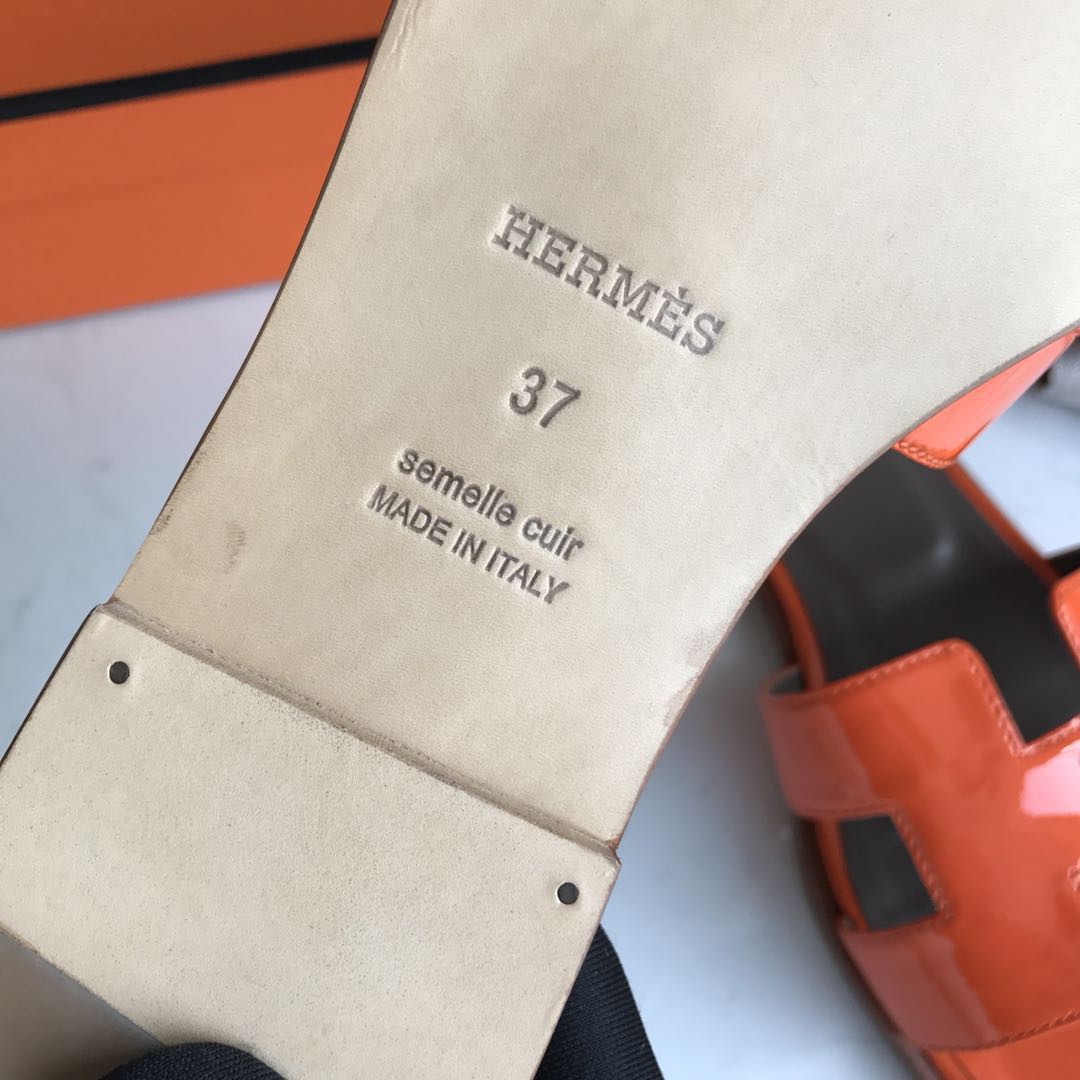 HERMÈS
37
semelle cuir
MADE IN ITALY